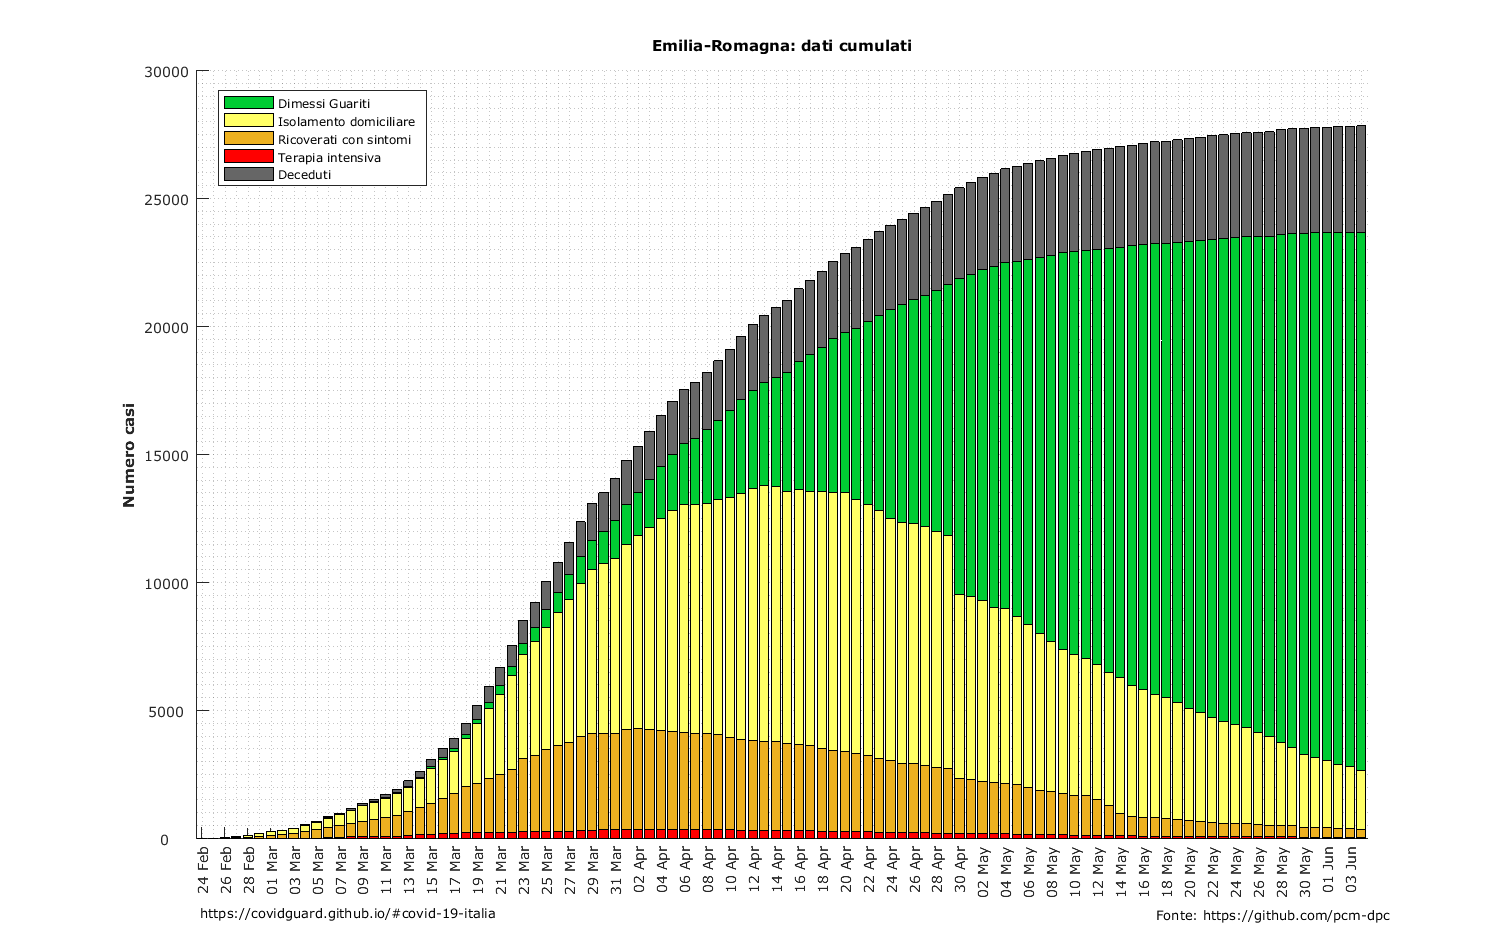 Emilia-Romagna: dati cumulati
30000
25000
20000
15000
10000
5000
0
Numero casi
Dimessi Guariti
Isolamento domiciliare
Ricoverati con sintomi
Terapia intensiva
Deceduti
24 Feb
26 Feb
28 Feb
01 Mar
03 Mar
05 Mar
07 Mar
09 Mar
11 Mar
13 Mar
15 Mar
17 Mar
19 Mar
21 Mar
23 Mar
25 Mar
27 Mar
29 Mar
31 Mar
02 Apr
04 Apr
06 Apr
08 Apr
10 Apr
12 Apr
14 Apr
16 Apr
18 Apr
20 Apr
22 Apr
24 Apr
26 Apr
28 Apr
30 Apr
02 May
04 May
06 May
08 May
10 May
12 May
14 May
16 May
18 May
20 May
22 May
24 May
26 May
28 May
30 May
01 Jun
03 Jun
https://covidguard.github.io/#covid-19-italia
Fonte: https://github.com/pcm-dpc